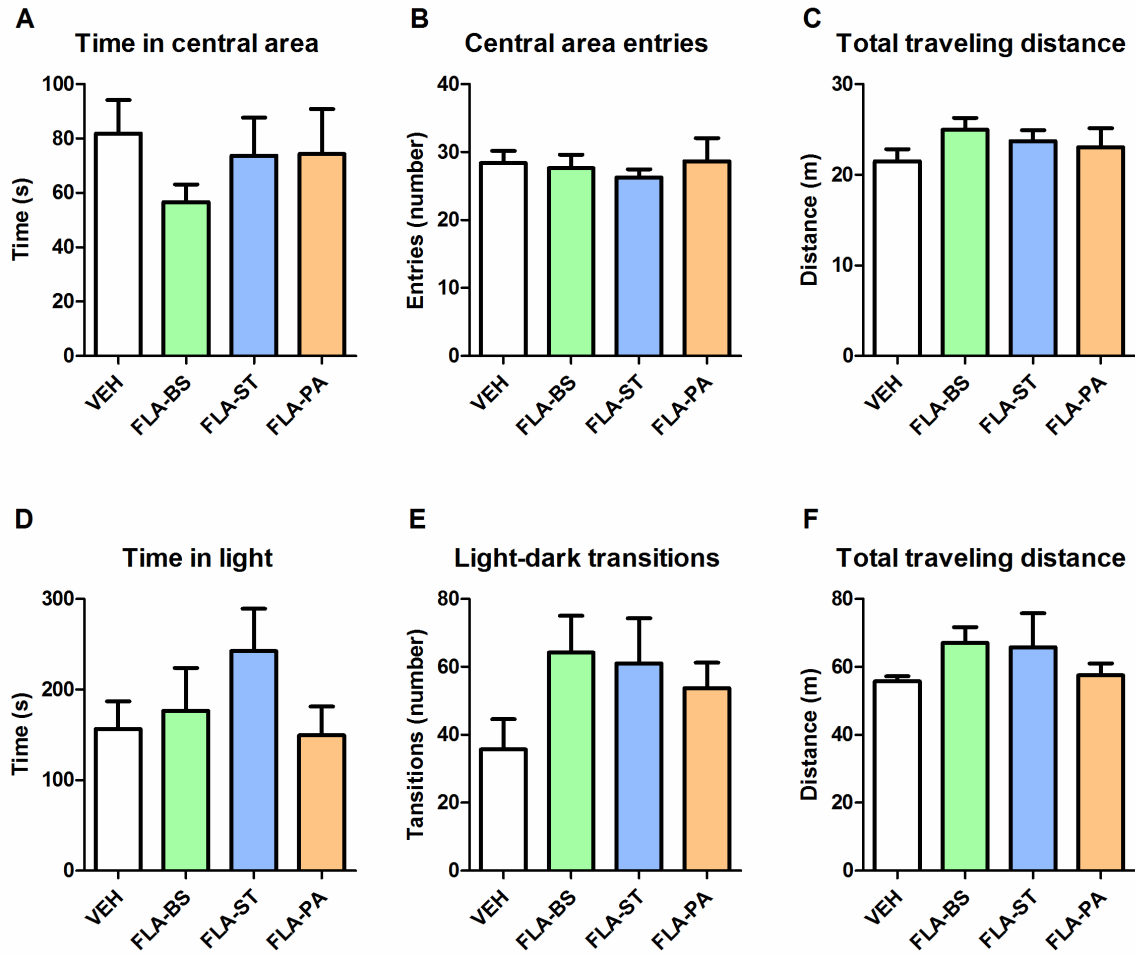 A
Time in central area
Time (s)
100
80
60
40
20
0
VEH
FLA-BS
FLA-ST
FLA-PA
B
Central area entries
Entries (number)
40
30
20
10
0
VEH
FLA-BS
FLA-ST
FLA-PA
C
Total traveling distance
Distance (m)
30
20
10
0
VEH
FLA-BS
FLA-ST
FLA-PA
D
Time in light
Time (s)
300
200
100
0
VEH
FLA-BS
FLA-ST
FLA-PA
E
Light-dark transitions
Tansitions (number)
80
60
40
20
0
VEH
FLA-BS
FLA-ST
FLA-PA
F
Total traveling distance
Distance (m)
80
60
40
20
0
VEH
FLA-BS
FLA-ST
FLA-PA